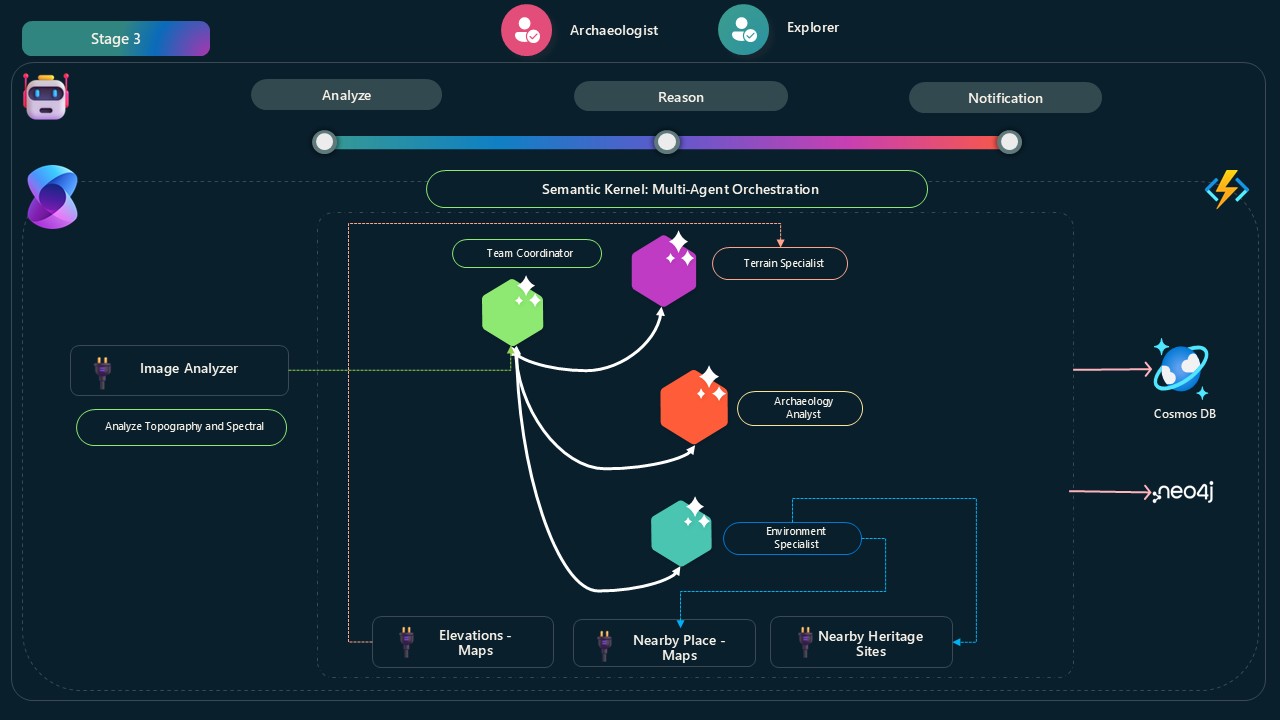 Stage 3
Archaeologist
Explorer
Analyze
Reason
Notification
Semantic Kernel: Multi-Agent Orchestration
Team Coordinator
Terrain Specialist
Image Analyzer
Analyze Topography and Spectral
Archaeology
Analyst
Cosmos DB
neo4j
Environment
Specialist
Elevations -
Maps
Nearby Place -
Maps
Nearby Heritage
Sites